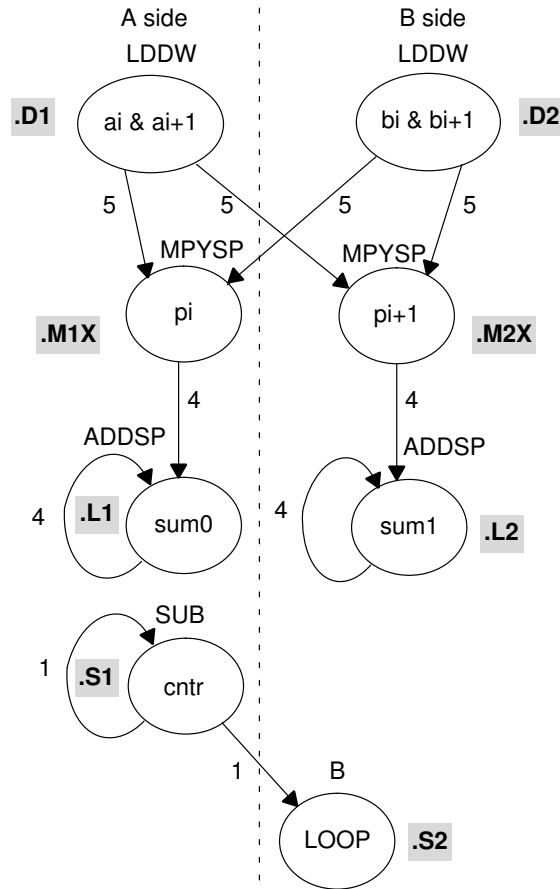 A side
B side
LDDW
LDDW
.D1
ai & ai+1
bi & bi+1
.D2
5
5
5
5
MPYSP
MPYSP
.M1X
pi
pi+1
.M2X
4
4
ADDSP
ADDSP
4
.L1
sum0
4
sum1
.L2
SUB
1
.S1
cntr
1
B
LOOP
.S2